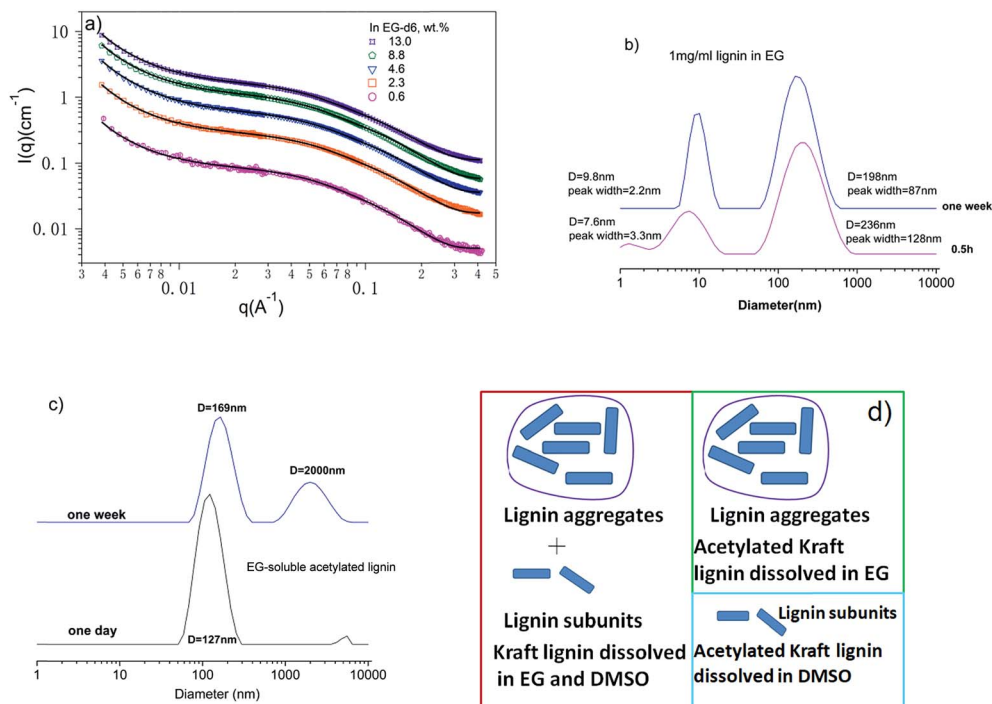 a)
In EG-d6, wt.%
13.0
8.8
4.6
2.3
0.6
I(q)(cm⁻¹)
10
1
0.1
0.01
3 4 5 6 7 8 2 3 4 5 6 7 8 2 3 4 5
0.01 0.1
q(A⁻¹)
b)
1mg/ml lignin in EG
D=9.8nm
peak width=2.2nm
D=198nm
peak width=87nm
one week
D=7.6nm
peak width=3.3nm
D=236nm
peak width=128nm
0.5h
1 10 100 1000 10000
Diameter(nm)
c)
D=169nm
D=2000nm
one week
EG-soluble acetylated lignin
one day
D=127nm
1 10 100 1000 10000
Diameter (nm)
d)
Lignin aggregates
+
Lignin subunits
Kraft lignin dissolved
in EG and DMSO
Lignin aggregates
Acetylated Kraft
lignin dissolved in EG
Lignin subunits
Acetylated Kraft lignin
dissolved in DMSO